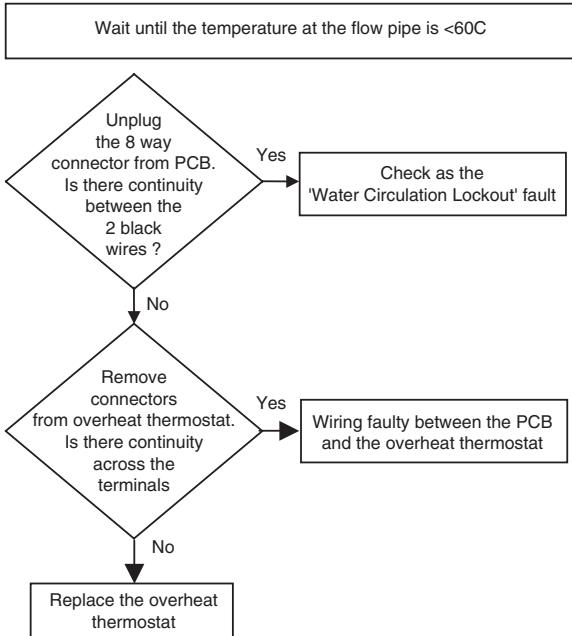 Wait until the temperature at the flow pipe is <60C
Unplug
the 8 way
connector from PCB.
Is there continuity
between the
2 black
wires ?
Yes
Check as the
'Water Circulation Lockout' fault
No
Remove
connectors
from overheat thermostat.
Is there continuity
across the
terminals
Yes
Wiring faulty between the PCB
and the overheat thermostat
No
Replace the overheat
thermostat